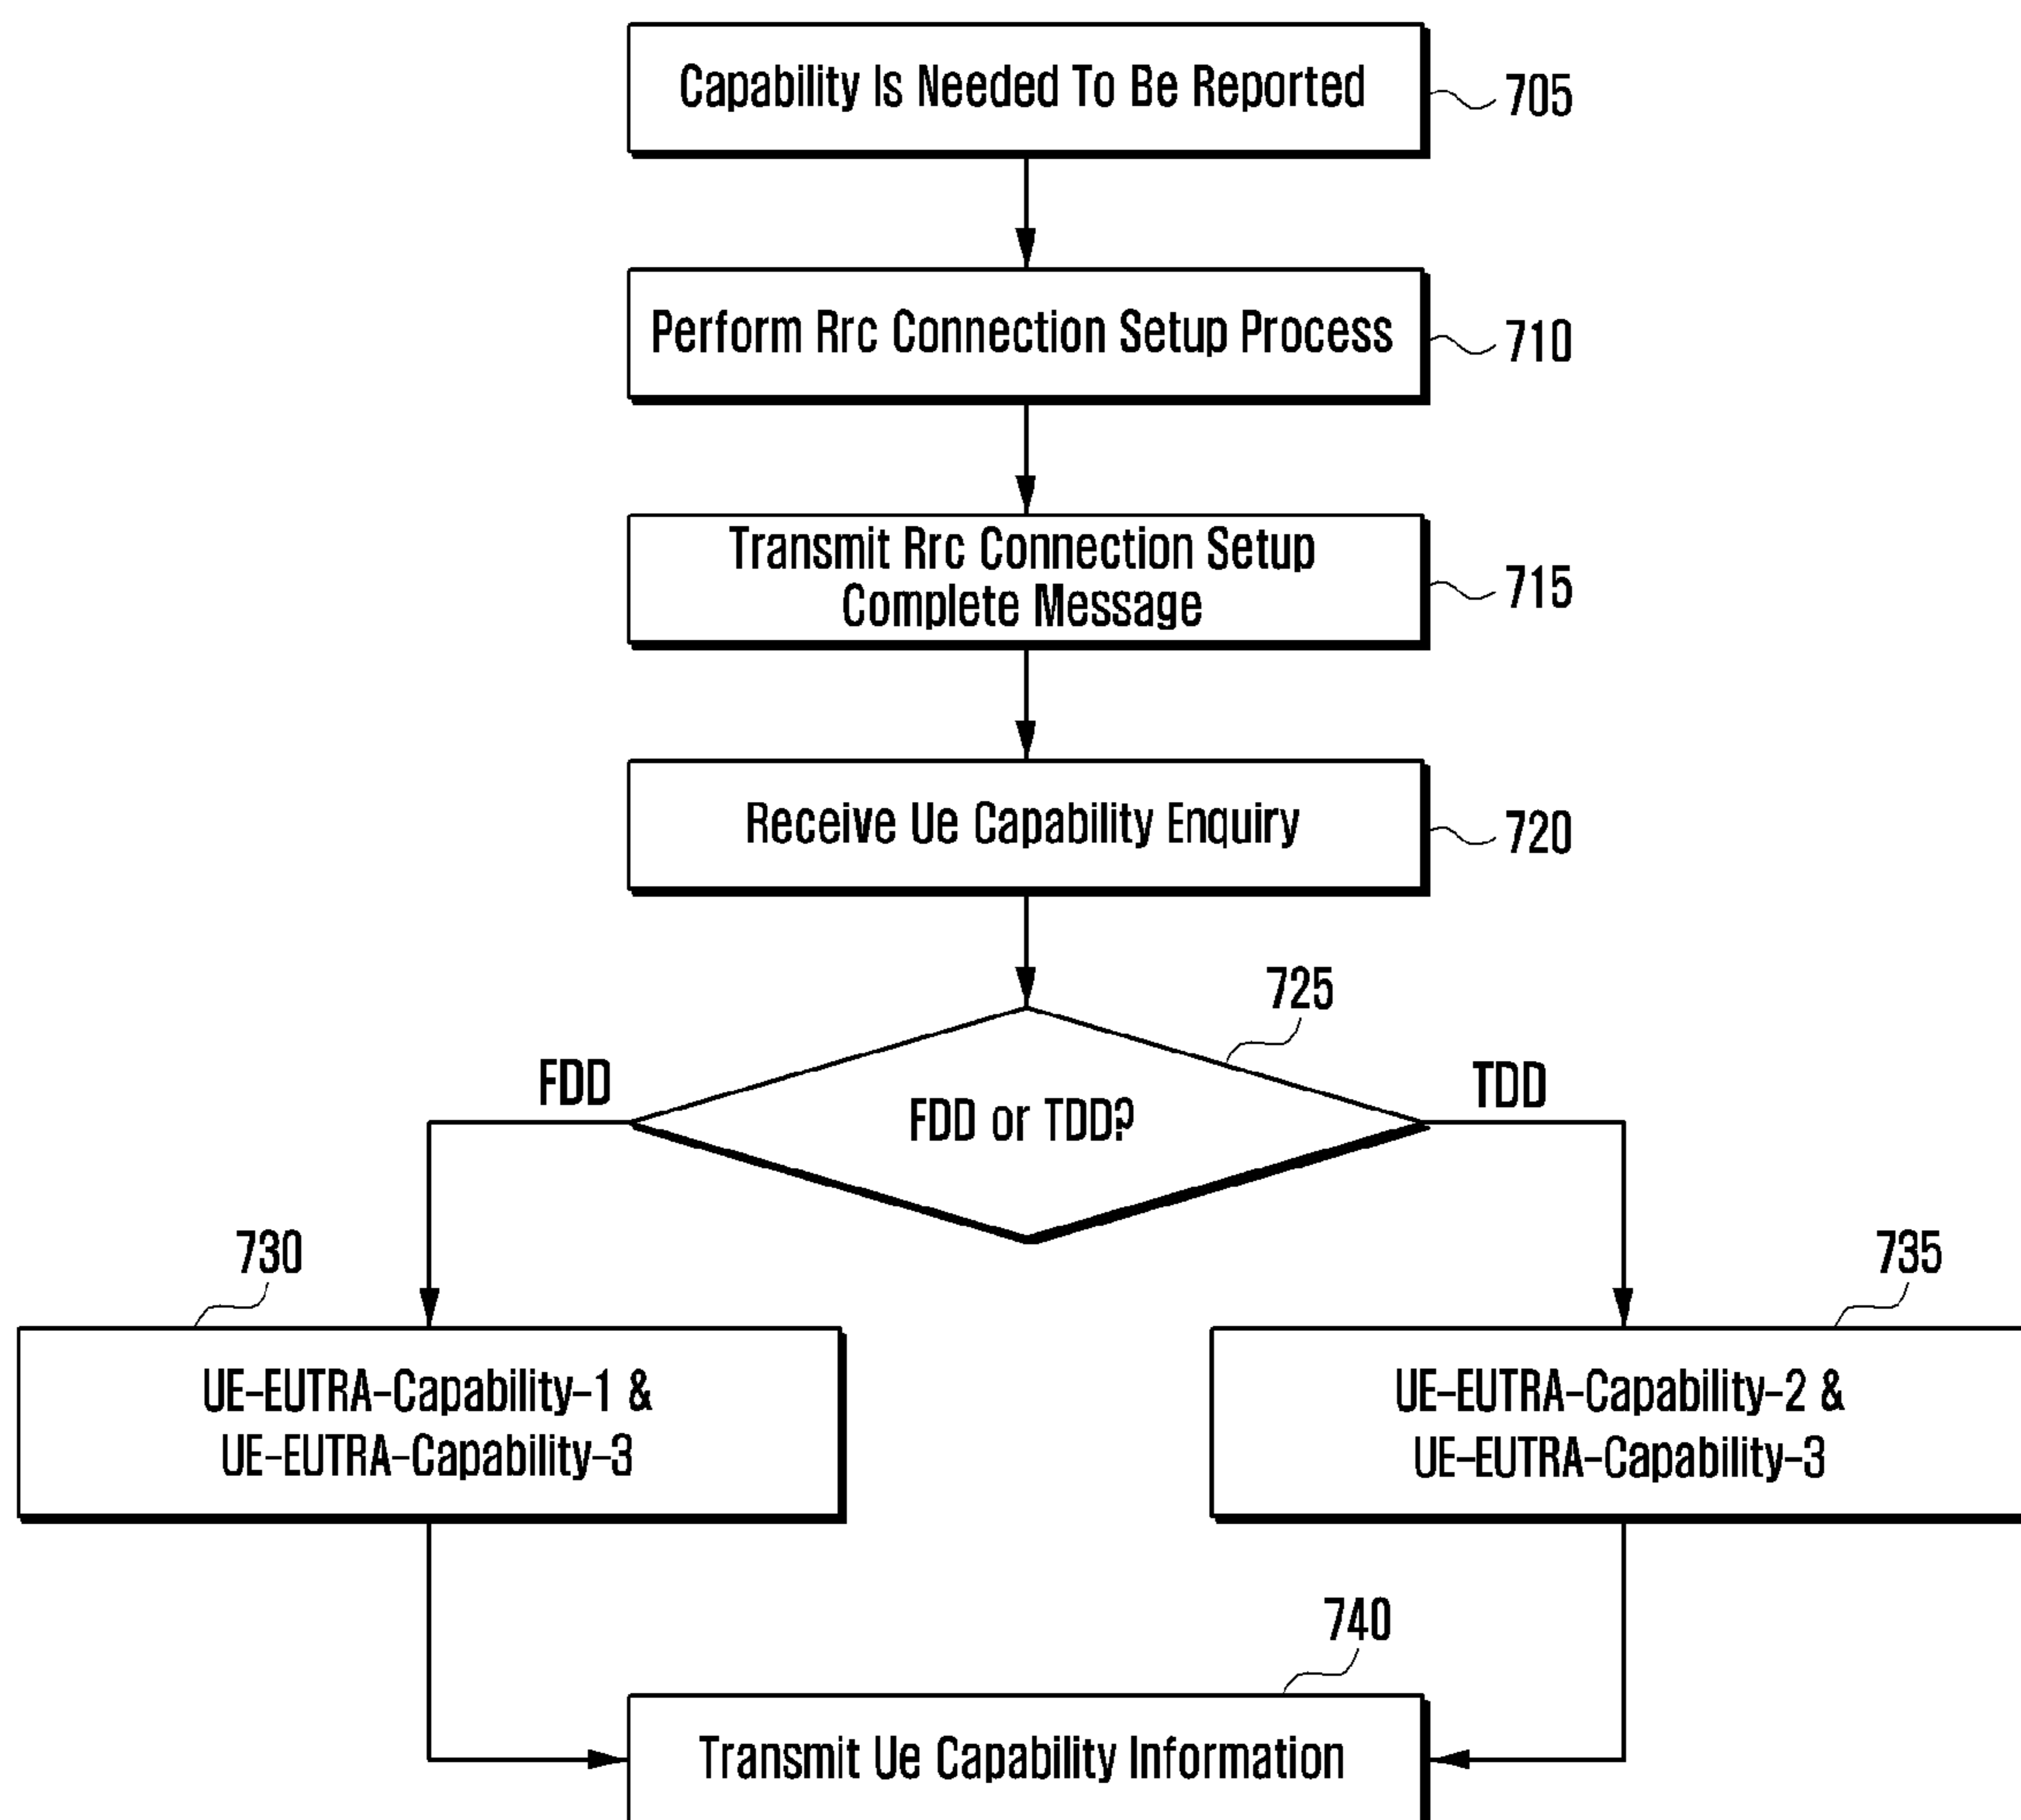 Capability Is Needed To Be Reported
705
Perform Rrc Connection Setup Process
710
Transmit Rrc Connection Setup
Complete Message
715
Receive Ue Capability Enquiry
720
725
FDD
FDD or TDD?
TDD
730
UE-EUTRA-Capability-1 &
UE-EUTRA-Capability-3
735
UE-EUTRA-Capability-2 &
UE-EUTRA-Capability-3
740
Transmit Ue Capability Information